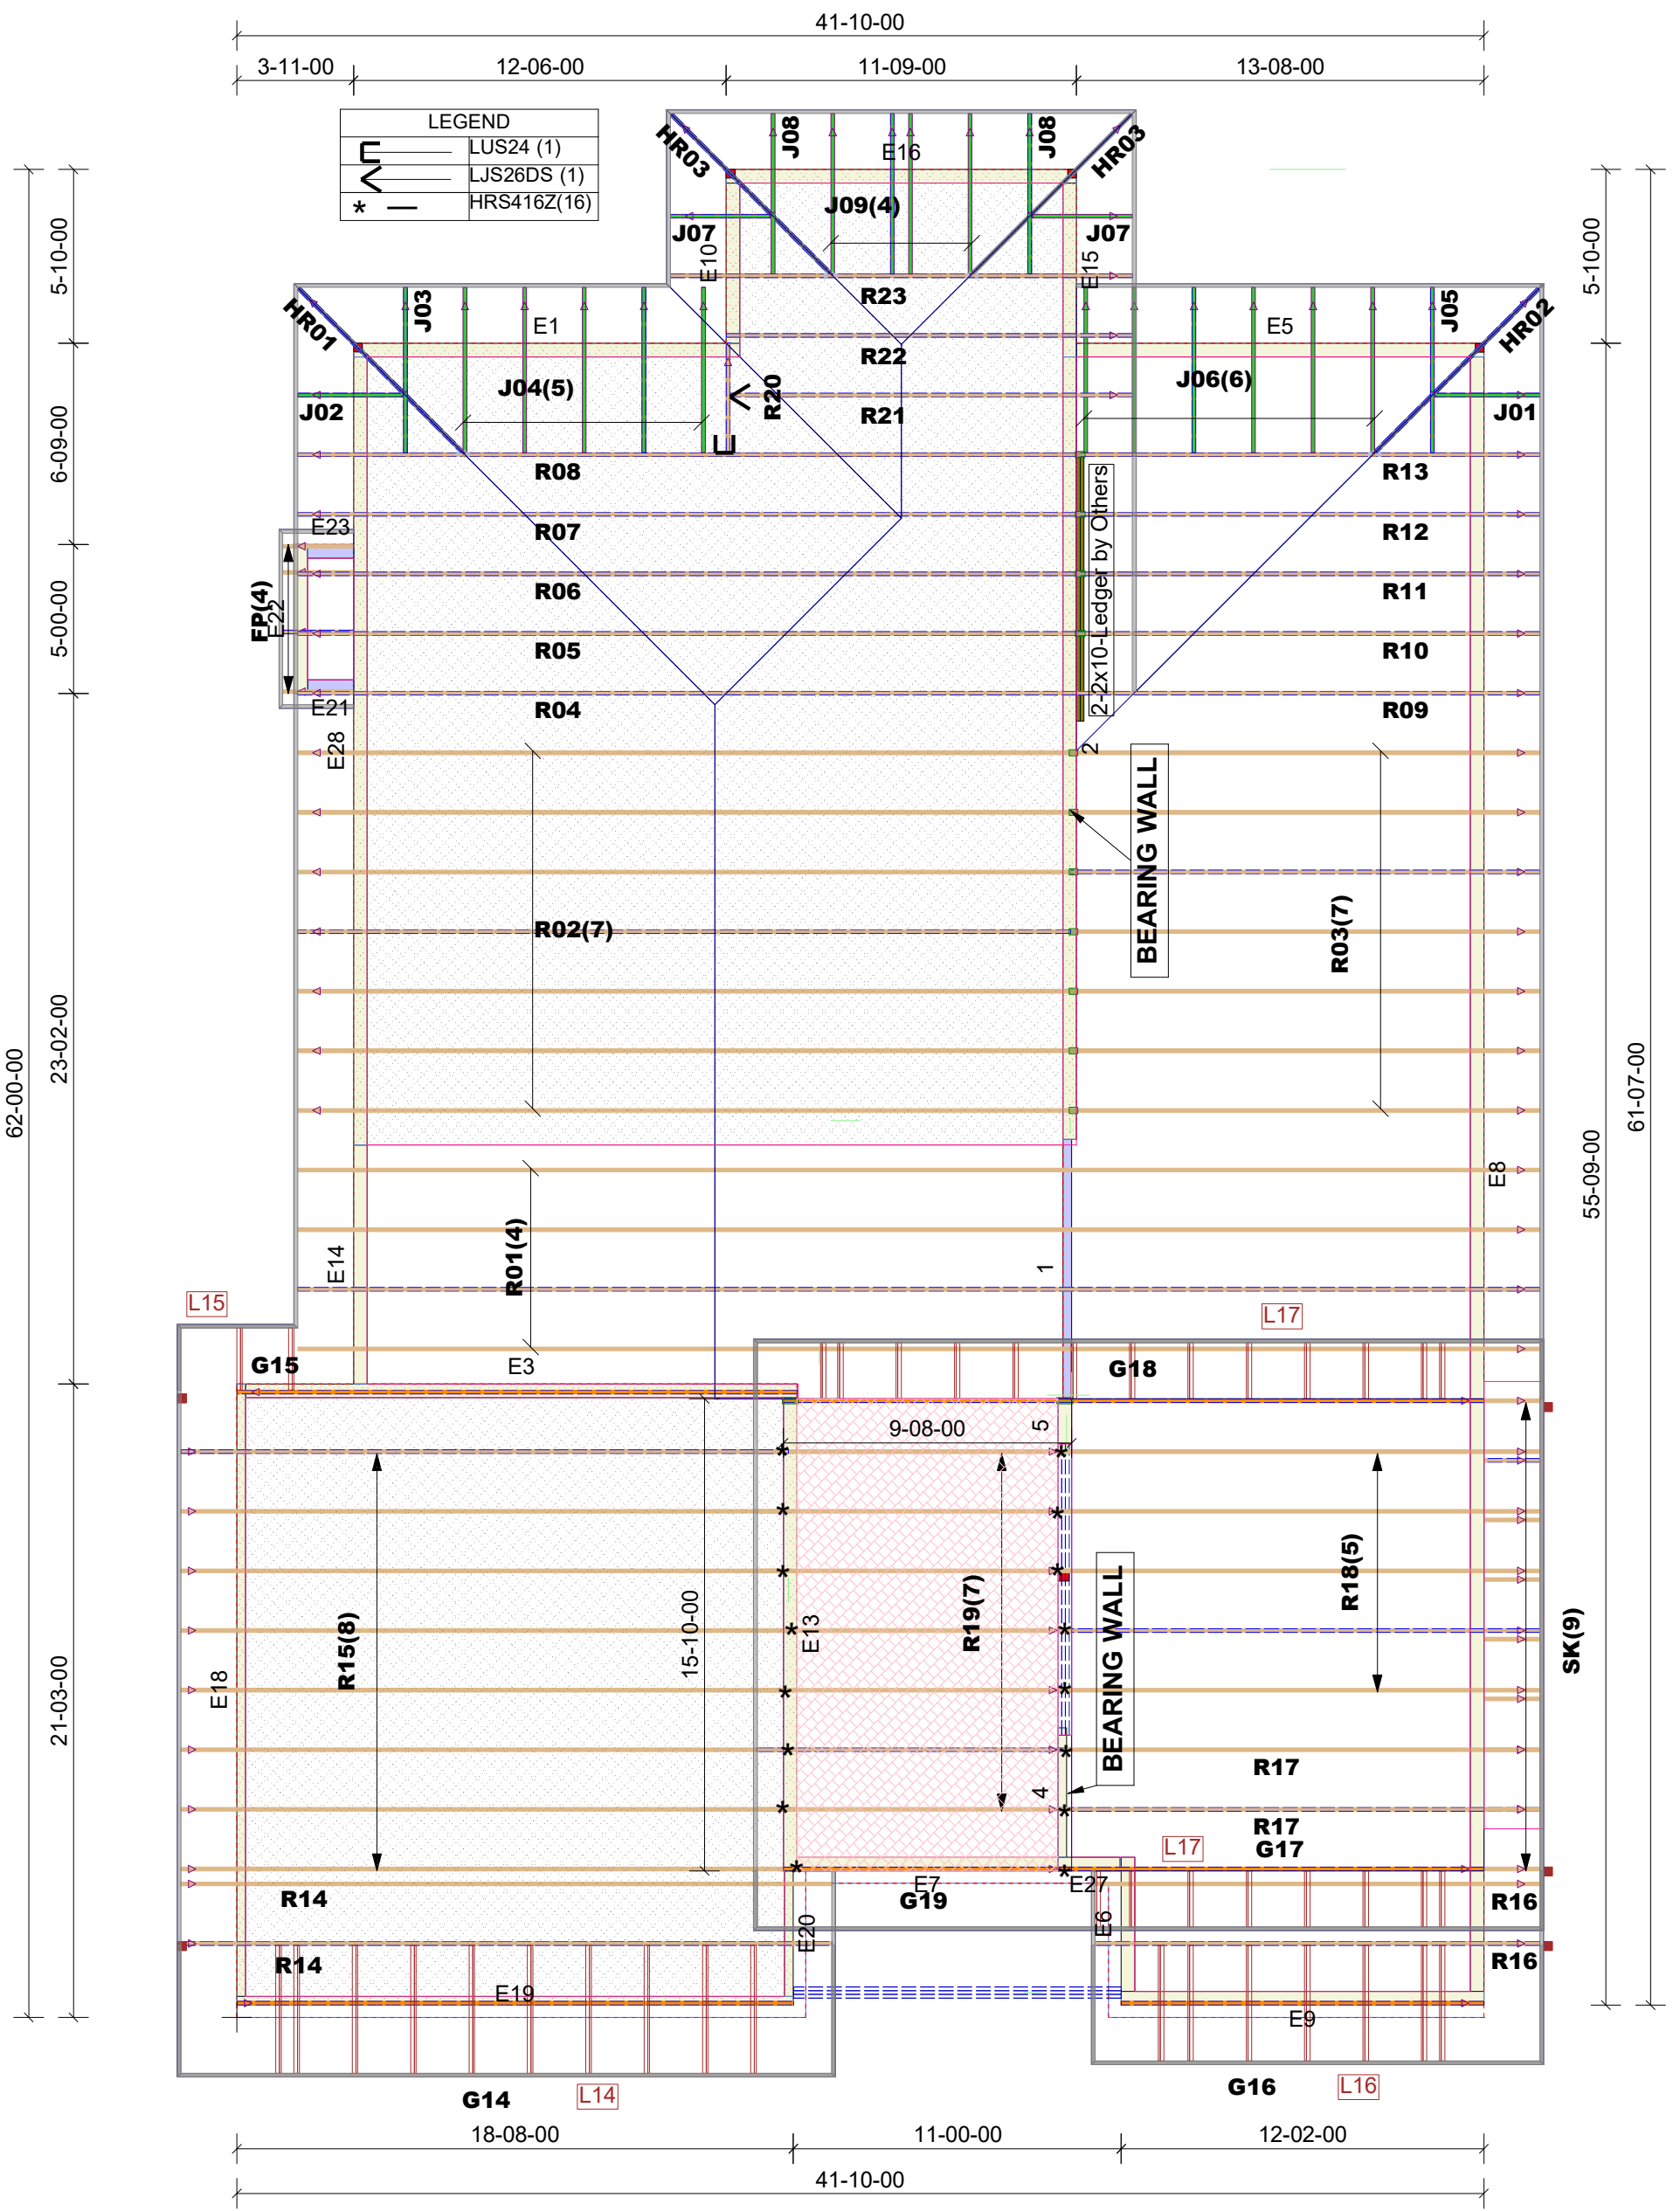 41-10-00
3-11-00
12-06-00
11-09-00
13-08-00
LEGEND
LUS24 (1)
LJS26DS (1)
* — HRS416Z(16)
HR03
J08
E16
J08
HR03
J09(4)
J07
E10
J07
E15
5-10-00
5-10-00
R23
HR01
J03
E1
E5
J05
HR02
R22
J04(5)
R20
J06(6)
J02
R21
J01
6-09-00
R08
R13
2-2x10-Ledger by Others
E23
R07
R12
FP(4)
E22
R06
R11
5-00-00
R05
R10
E21
R04
R09
E28
2
BEARING WALL
R02(7)
R03(7)
23-02-00
62-00-00
61-07-00
55-09-00
E8
R01(4)
E14
1
L15
L17
G15
E3
G18
9-08-00
5
*
*
*
*
*
*
R15(8)
15-10-00
E13
R19(7)
R18(5)
SK(9)
*
*
E18
*
*
BEARING WALL
21-03-00
*
*
R17
4
*
*
R17
L17
G17
*
*
E7
E27
R14
G19
R16
E20
E6
R14
R16
E19
E9
G14
L14
G16
L16
18-08-00
11-00-00
12-02-00
41-10-00